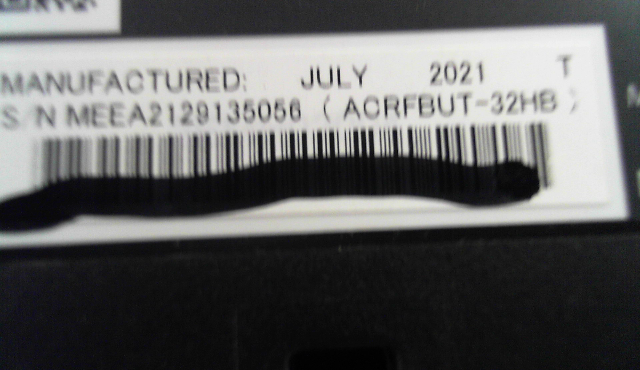 MANUFACTURED: JULY 2021 T
S/N MEEA2129135056 ( ACRFBUT-32HB )